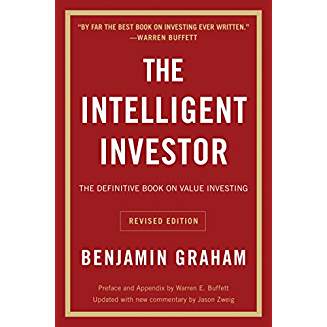 "BY FAR THE BEST BOOK ON INVESTING EVER WRITTEN."
—WARREN BUFFETT
THE
INTELLIGENT
INVESTOR
THE DEFINITIVE BOOK ON VALUE INVESTING
REVISED EDITION
BENJAMIN GRAHAM
Preface and Appendix by Warren E. Buffett
Updated with new commentary by Jason Zweig